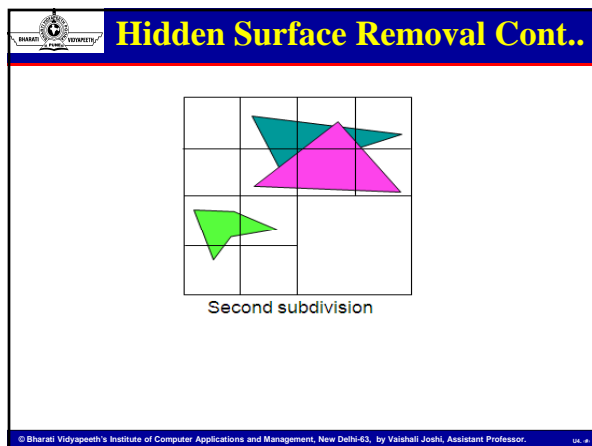 BHARATI VIDYAPEETH
PUNE
Hidden Surface Removal Cont..
Second subdivision
© Bharati Vidyapeeth's Institute of Computer Applications and Management, New Delhi-63, by Vaishali Joshi, Assistant Professor.
U4. ‹#›